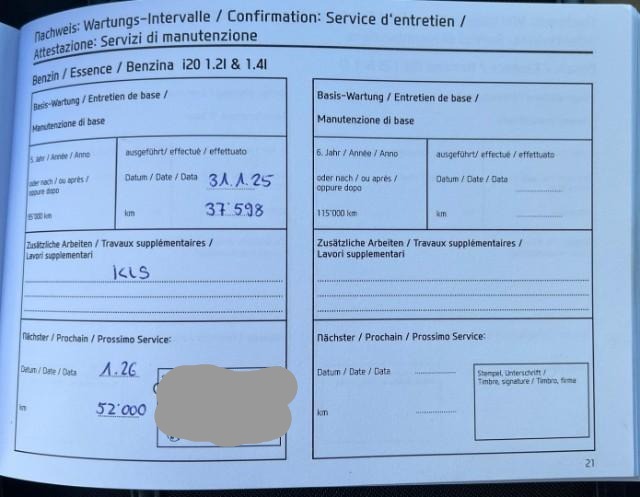 Nachweis: Wartungs-Intervalle / Confirmation: Service d'entretien /
Attestazione: Servizi di manutenzione
Benzin / Essence / Benzina i20 1.2l & 1.4l
Basis-Wartung / Entretien de base /
Manutenzione di base
5. Jahr / Année / Anno
ausgeführt/ effectué / effettuato
oder nach / ou après /
oppure dopo
Datum / Date / Data 31.1.25
95'000 km
km 37'598
Zusätzliche Arbeiten / Travaux supplémentaires /
Lavori supplementari
KLS
Nächster / Prochain / Prossimo Service:
Datum / Date / Data 1.26
km 52'000
Basis-Wartung / Entretien de base /
Manutenzione di base
6. Jahr / Année / Anno
ausgeführt/ effectué / effettuato
oder nach / ou après /
oppure dopo
Datum / Date / Data
115'000 km
km
Zusätzliche Arbeiten / Travaux supplémentaires /
Lavori supplementari
Nächster / Prochain / Prossimo Service:
Datum / Date / Data
km
Stempel, Unterschrift /
Timbre, signature / Timbro, firma
21